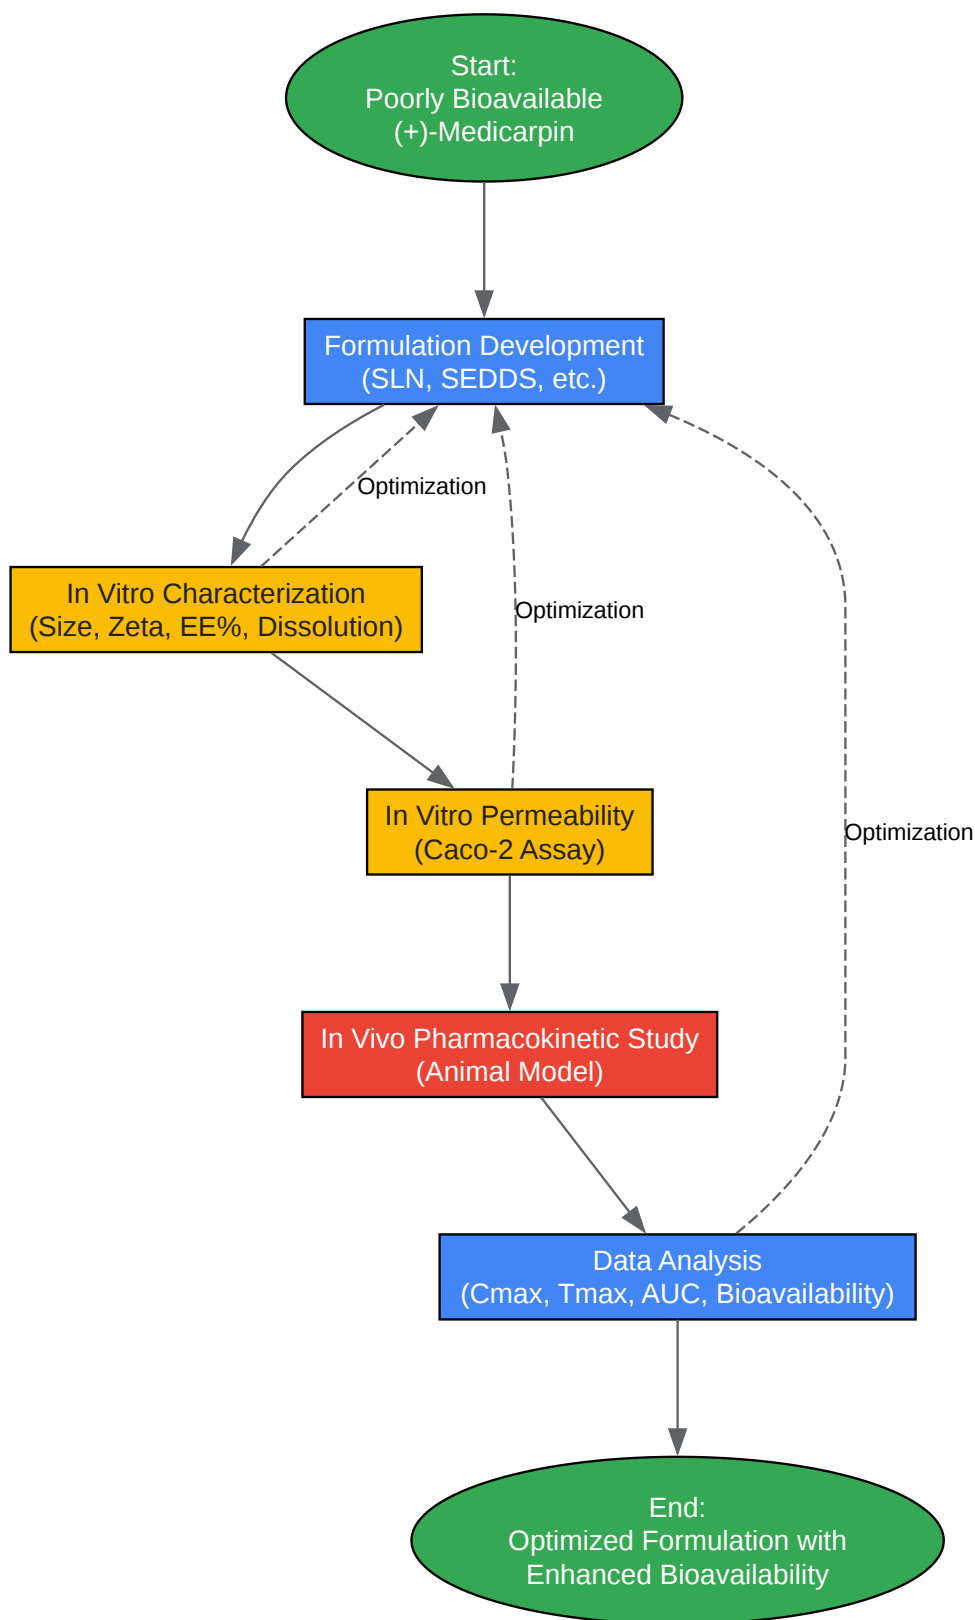 Start:
Poorly Bioavailable
(+)-Medicarpin
Formulation Development
(SLN, SEDDS, etc.)
Optimization
In Vitro Characterization
(Size, Zeta, EE%, Dissolution)
Optimization
In Vitro Permeability
(Caco-2 Assay)
Optimization
In Vivo Pharmacokinetic Study
(Animal Model)
Data Analysis
(Cmax, Tmax, AUC, Bioavailability)
End:
Optimized Formulation with
Enhanced Bioavailability